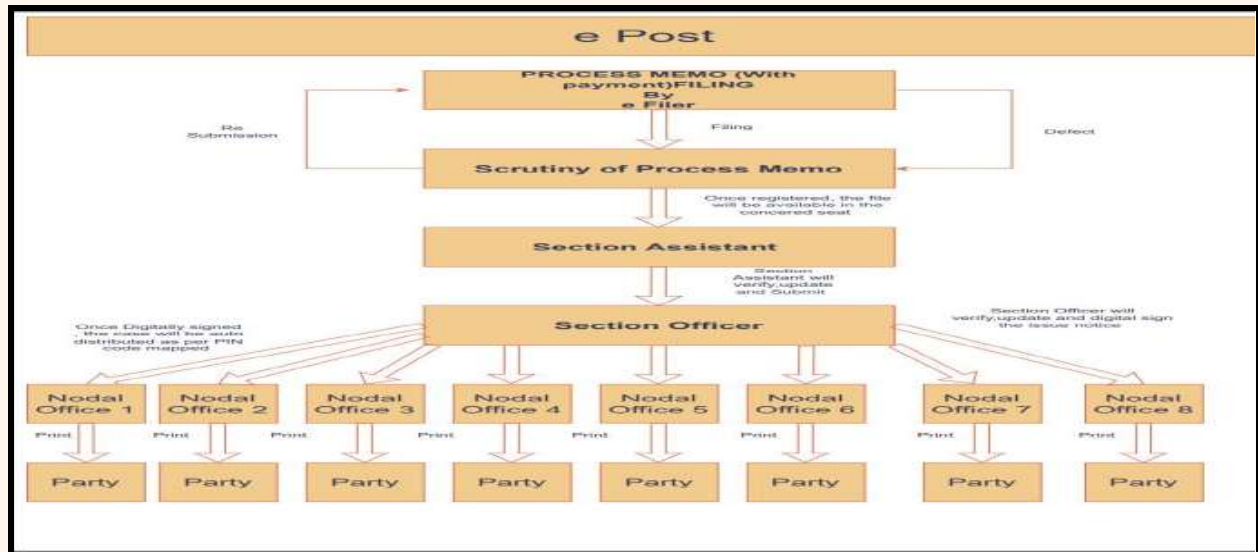 e Post
PROCESS MEMO (With
payment)FILING
By
e Filer
Re
Submission
Filing
Defect
Scrutiny of Process Memo
Once registered, the file
will be available in the
concered seat
Section Assistant
Section
Assistant will
verify,update
and Submit
Section Officer
Once Digitally signed
, the case will be auto
distributed as per PIN
code mapped
Section Officer will
verify,update and digital sign
the issue notice
Nodal
Office 1
Nodal
Office 2
Nodal
Office 3
Nodal
Office 4
Nodal
Office 5
Nodal
Office 6
Nodal
Office 7
Nodal
Office 8
Print
Print
Print
Print
Print
Print
Print
Print
Party
Party
Party
Party
Party
Party
Party
Party